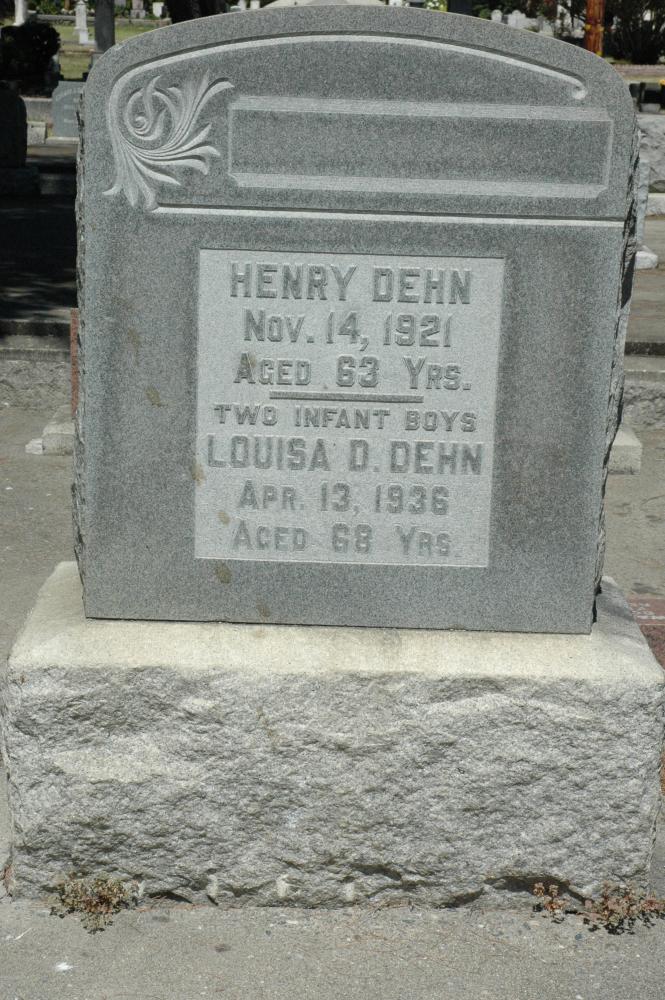 HENRY DEHN
NOV. 14, 1921
AGED 63 YRS.
TWO INFANT BOYS
LOUISA D. DEHN
APR. 13, 1936
AGED 68 YRS.